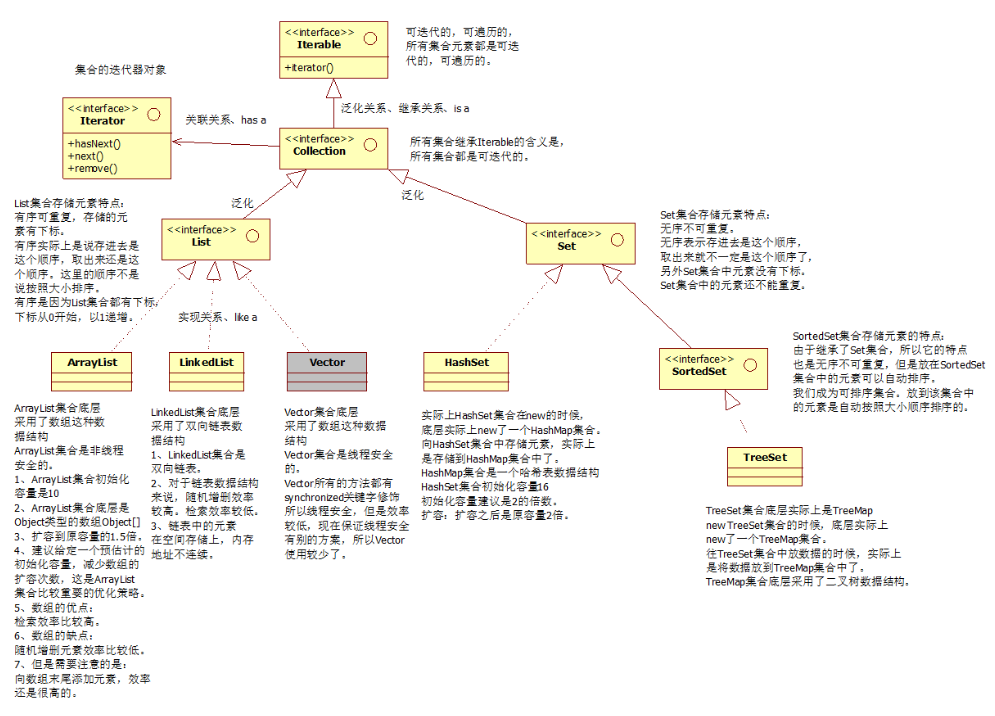 <<interface>>
Iterable
+iterator()
可迭代的，可遍历的，
所有集合元素都是可迭
代的，可遍历的。
集合的迭代器对象
<<interface>>
Iterator
+hasNext()
+next()
+remove()
关联关系、has a
泛化关系、继承关系、is a
<<interface>>
Collection
所有集合继承Iterable的含义是，
所有集合都是可迭代的。
List集合存储元素特点：
有序可重复，存储的元
素有下标。
有序实际上是说存进去是
这个顺序，取出来还是这
个顺序。这里的顺序不是
说按照大小排序。
有序是因为List集合都有下标，
下标从0开始，以1递增。
泛化
泛化
<<interface>>
List
<<interface>>
Set
Set集合存储元素特点：
无序不可重复。
无序表示存进去是这个顺序，
取出来就不一定是这个顺序了，
另外Set集合中元素没有下标。
Set集合中的元素还不能重复。
实现关系、like a
ArrayList
LinkedList
Vector
HashSet
<<interface>>
SortedSet
SortedSet集合存储元素的特点：
由于继承了Set集合，所以它的特点
也是无序不可重复，但是放在SortedSet
集合中的元素可以自动排序。
我们成为可排序集合。放到该集合中
的元素是自动按照大小顺序排序的。
ArrayList集合底层
采用了数组这种数
据结构
ArrayList集合是非线程
安全的。
1、ArrayList集合初始化
容量是10
2、ArrayList集合底层是
Object类型的数组Object[]
3、扩容到原容量的1.5倍。
4、建议给定一个预估计的
初始化容量，减少数组的
扩容次数，这是ArrayList
集合比较重要的优化策略。
5、数组的优点：
检索效率比较高。
6、数组的缺点：
随机增删元素效率比较低。
7、但是需要注意的是：
向数组末尾添加元素，效率
还是很高的。
LinkedList集合底层
采用了双向链表数
据结构
1、LinkedList集合是
双向链表。
2、对于链表数据结构
来说，随机增删效率
较高。检索效率较低。
3、链表中的元素
在空间存储上，内存
地址不连续。
Vector集合底层
采用了数组这种数据
结构
Vector集合是线程安全
的。
Vector所有的方法都有
synchronized关键字修饰
所以线程安全，但是效率
较低，现在保证线程安全
有别的方案，所以Vector
使用较少了。
实际上HashSet集合在new的时候，
底层实际上new了一个HashMap集合。
向HashSet集合中存储元素，实际上
是存储到HashMap集合中了。
HashMap集合是一个哈希表数据结构
HashSet集合初始化容量16
初始化容量建议是2的倍数。
扩容：扩容之后是原容量2倍。
TreeSet
TreeSet集合底层实际上是TreeMap
new TreeSet集合的时候，底层实际上
new了一个TreeMap集合。
往TreeSet集合中放数据的时候，实际上
是将数据放到TreeMap集合中了。
TreeMap集合底层采用了二叉树数据结构。